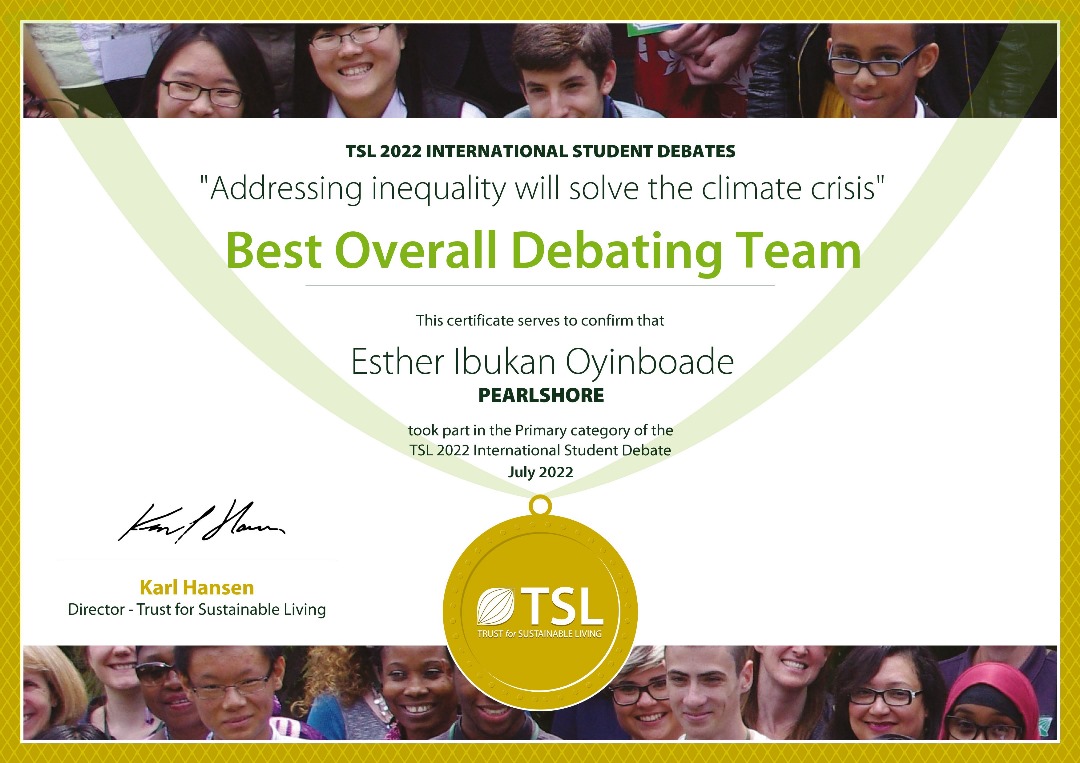 TSL 2022 INTERNATIONAL STUDENT DEBATES
"Addressing inequality will solve the climate crisis"
Best Overall Debating Team
This certificate serves to confirm that
Esther Ibukan Oyinboade
PEARLSHORE
took part in the Primary category of the
TSL 2022 International Student Debate
July 2022
Karl Hansen
Director - Trust for Sustainable Living
TSL
TRUST for SUSTAINABLE LIVING